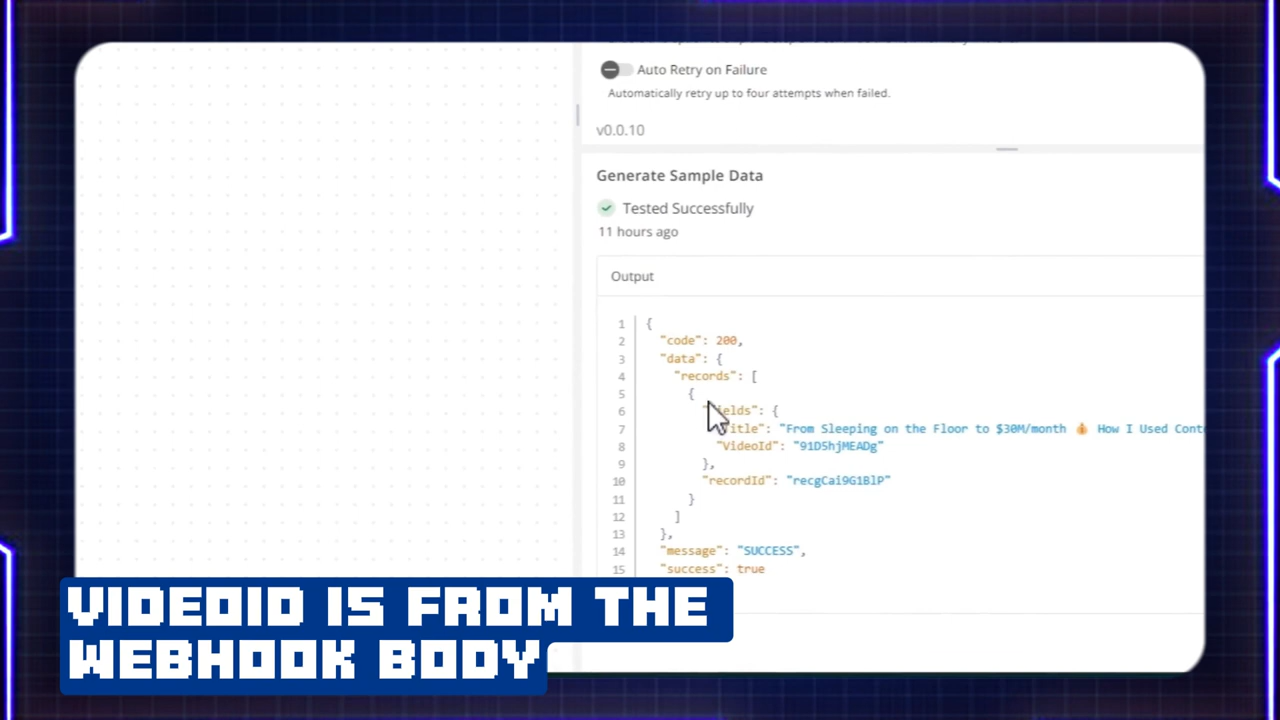 Auto Retry on Failure
Automatically retry up to four attempts when failed.
v0.0.10
Generate Sample Data
Tested Successfully
11 hours ago
Output
1 {
2 "code": 200,
3 "data": {
4 "records": [
5 {
6 ields": {
7 itle": "From Sleeping on the Floor to $30M/month 💰 How I Used Cont
8 "VideoId": "91D5hjMEADg"
9 },
10 "recordId": "recgCai9G1BlP"
11 }
12 ]
13 },
14 "message": "SUCCESS",
15 "success": true
VIDEOID IS FROM THE
WEBHOOK BODY